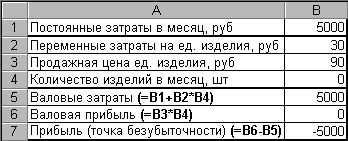 A B
1 Постоянные затраты в месяц, руб 5000
2 Переменные затраты на ед. изделия, руб 30
3 Продажная цена ед. изделия, руб 90
4 Количество изделий в месяц, шт 0
5 Валовые затраты (=B1+B2*B4) 5000
6 Валовая прибыль (=B3*B4) 0
7 Прибыль (точка безубыточности) (=B6-B5) -5000